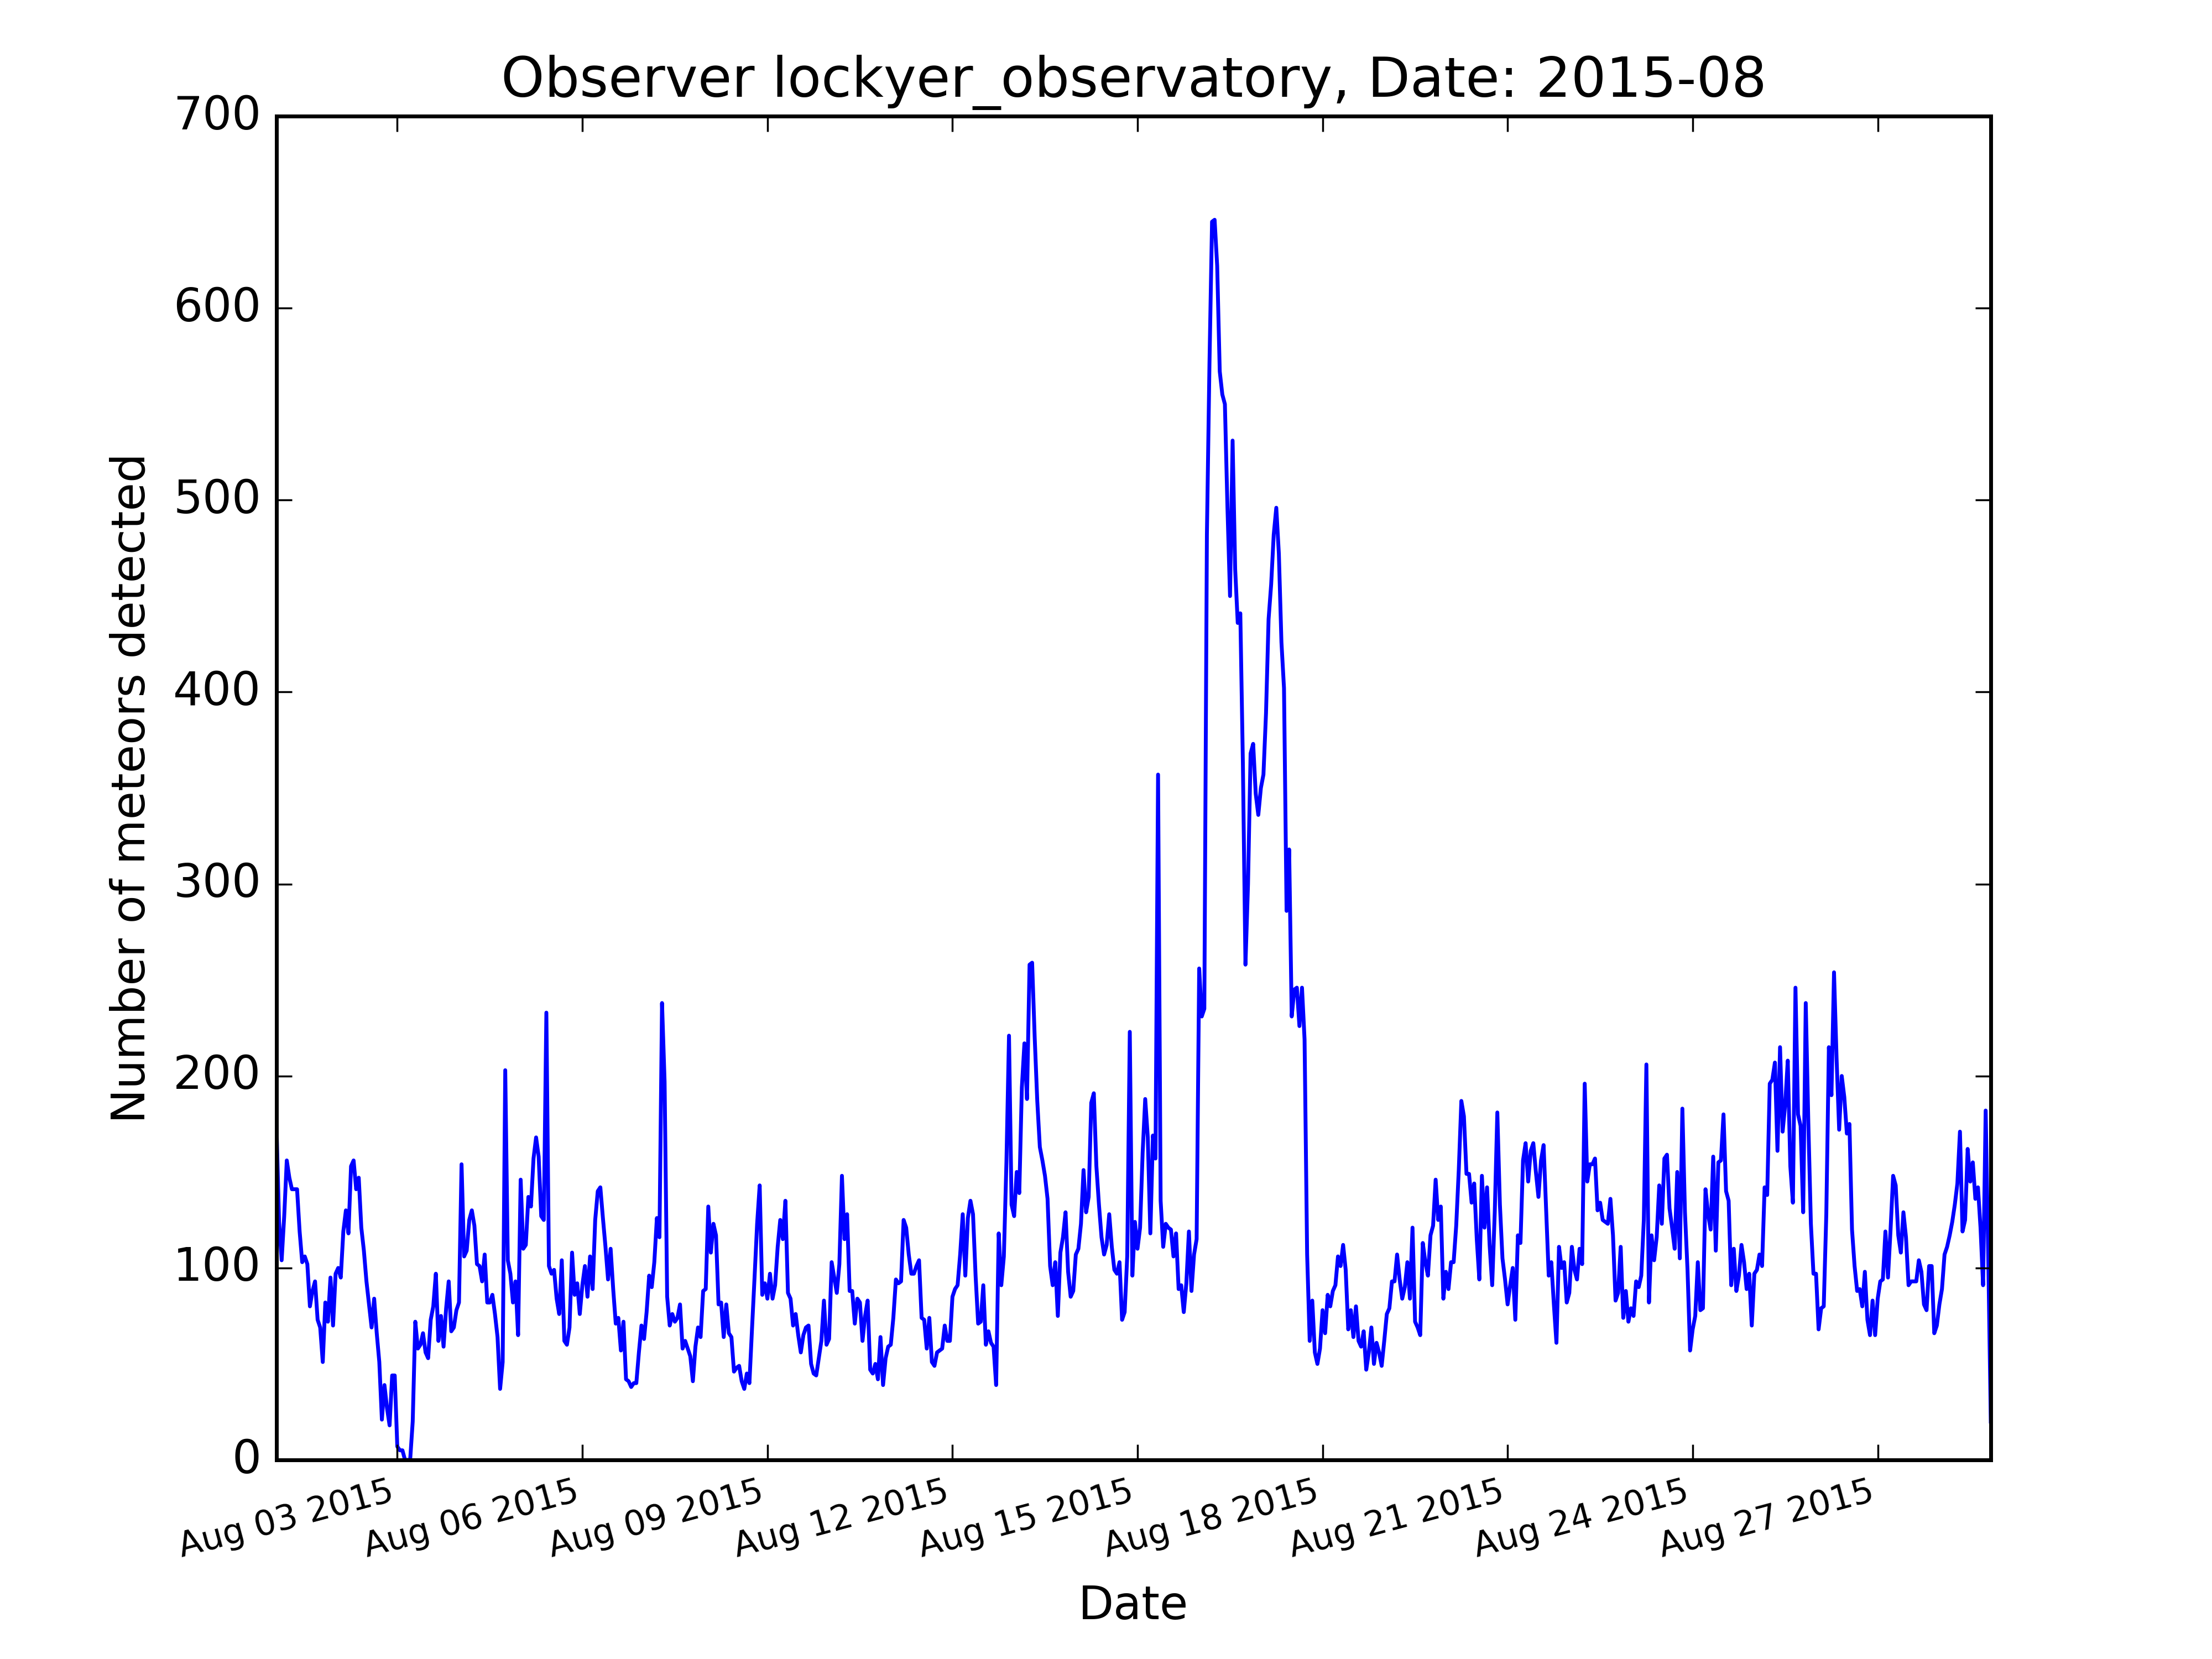 Observer lockyer_observatory, Date: 2015-08
700
600
500
400
300
200
100
0
Number of meteors detected
Aug 03 2015
Aug 06 2015
Aug 09 2015
Aug 12 2015
Aug 15 2015
Aug 18 2015
Aug 21 2015
Aug 24 2015
Aug 27 2015
Date